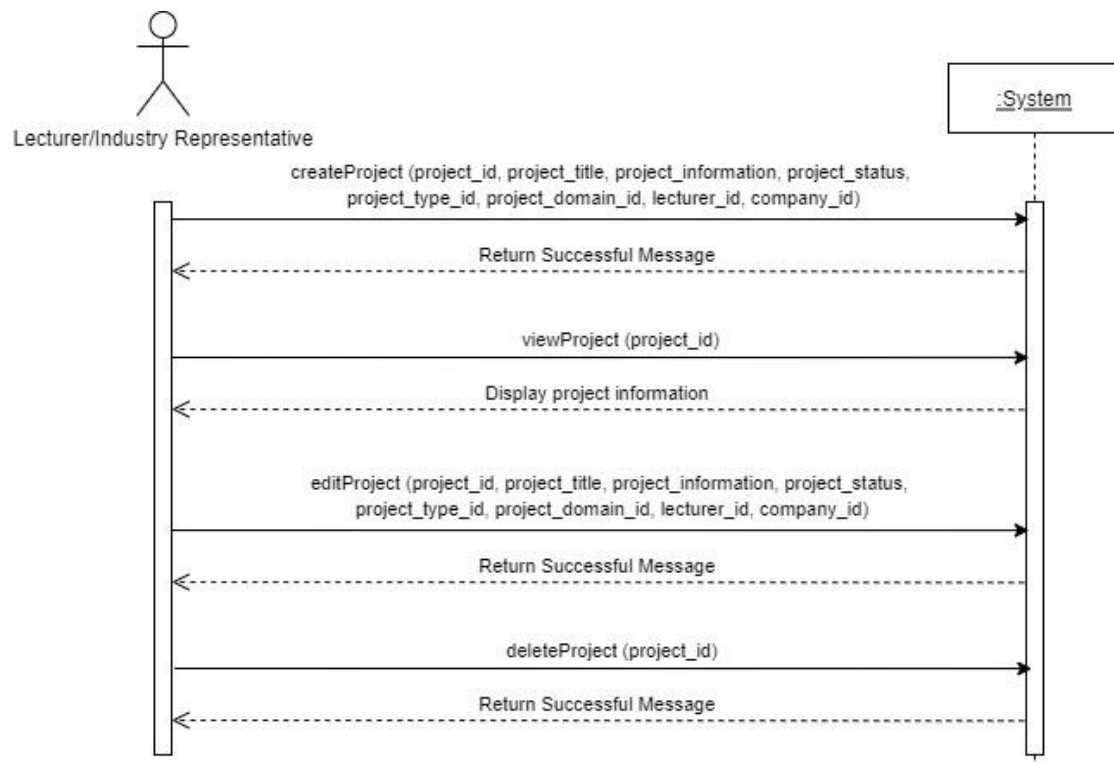 Lecturer/Industry Representative
:System
createProject (project_id, project_title, project_information, project_status,
project_type_id, project_domain_id, lecturer_id, company_id)
Return Successful Message
viewProject (project_id)
Display project information
editProject (project_id, project_title, project_information, project_status,
project_type_id, project_domain_id, lecturer_id, company_id)
Return Successful Message
deleteProject (project_id)
Return Successful Message